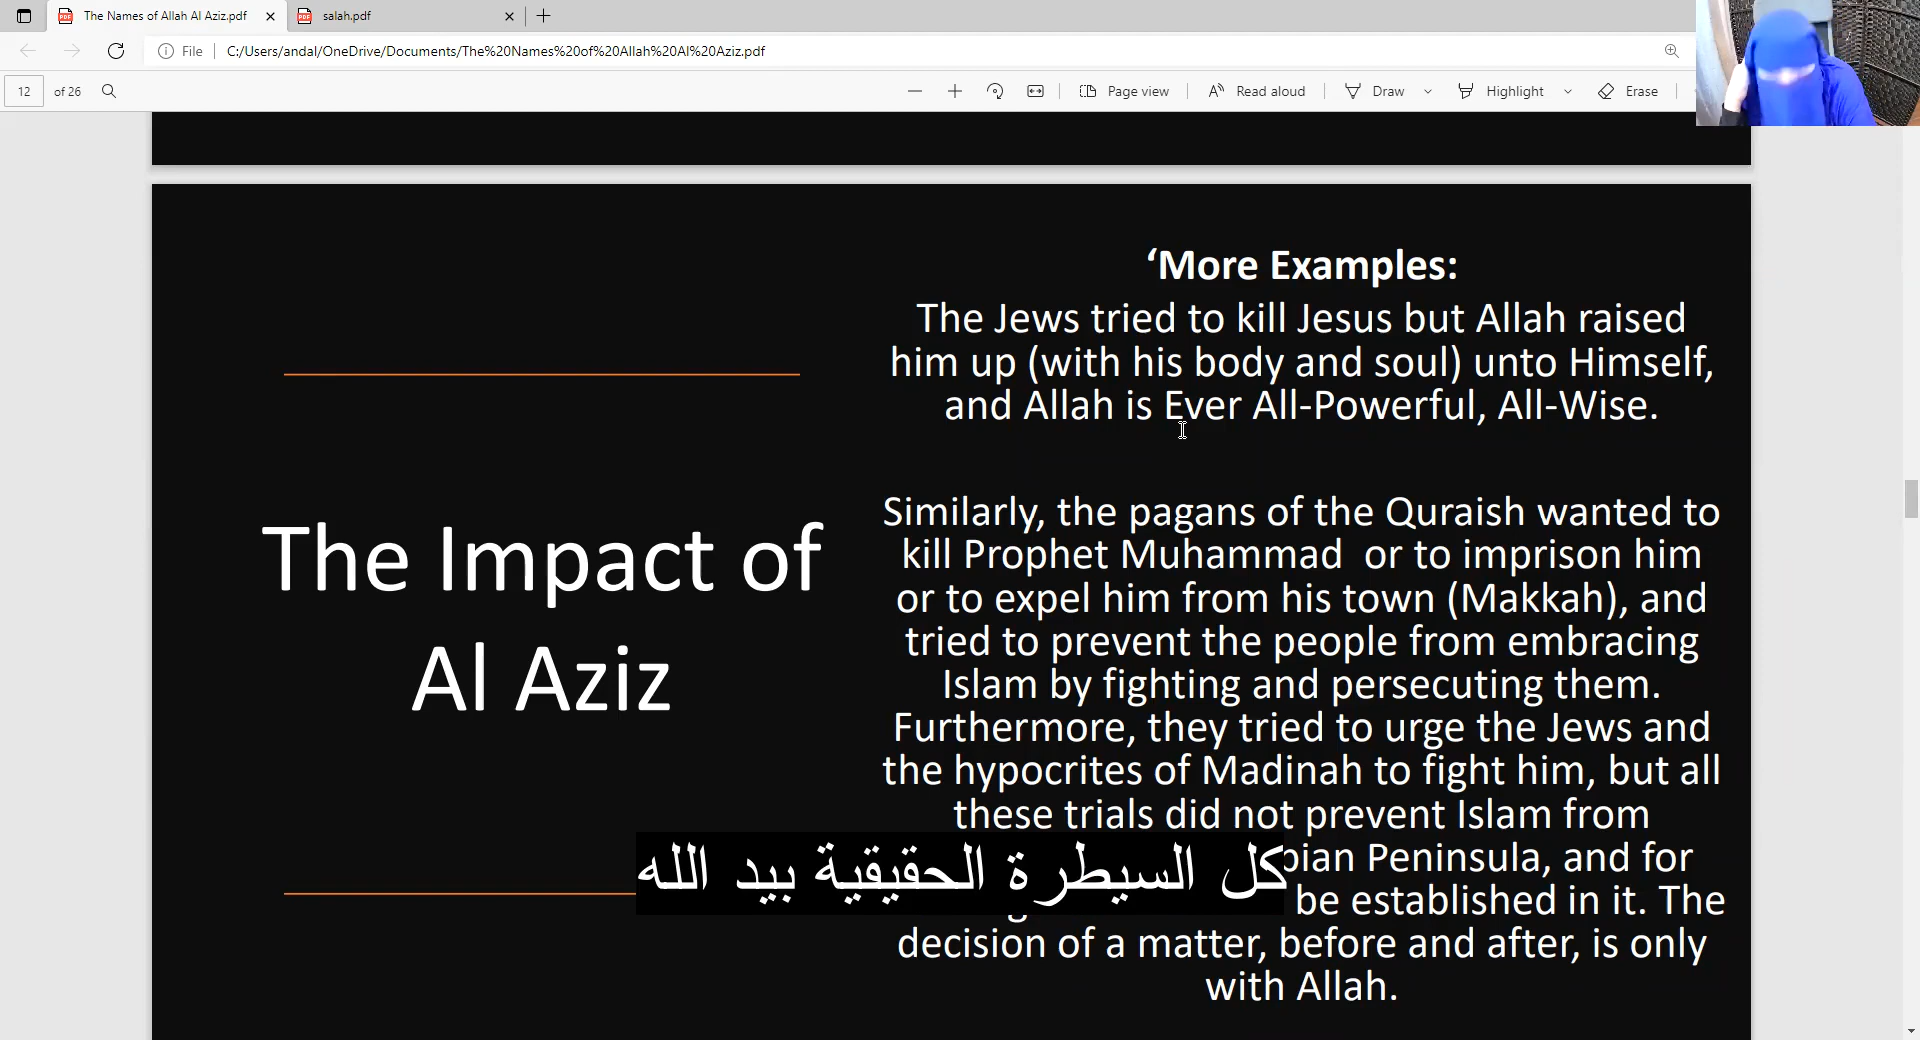 The Names of Allah Al Aziz.pdf
salah.pdf
File
C:/Users/andal/OneDrive/Documents/The%20Names%20of%20Allah%20Al%20Aziz.pdf
12 of 26
Page view
Read aloud
Draw
Highlight
Erase
The Impact of
Al Aziz
‘More Examples:
The Jews tried to kill Jesus but Allah raised
him up (with his body and soul) unto Himself,
and Allah is Ever All-Powerful, All-Wise.
Similarly, the pagans of the Quraish wanted to
kill Prophet Muhammad or to imprison him
or to expel him from his town (Makkah), and
tried to prevent the people from embracing
Islam by fighting and persecuting them.
Furthermore, they tried to urge the Jews and
the hypocrites of Madinah to fight him, but all
these trials did not prevent Islam from
Peninsula, and for
be established in it. The
decision of a matter, before and after, is only
with Allah.
كل السيطرة الحقيقية بيد الله